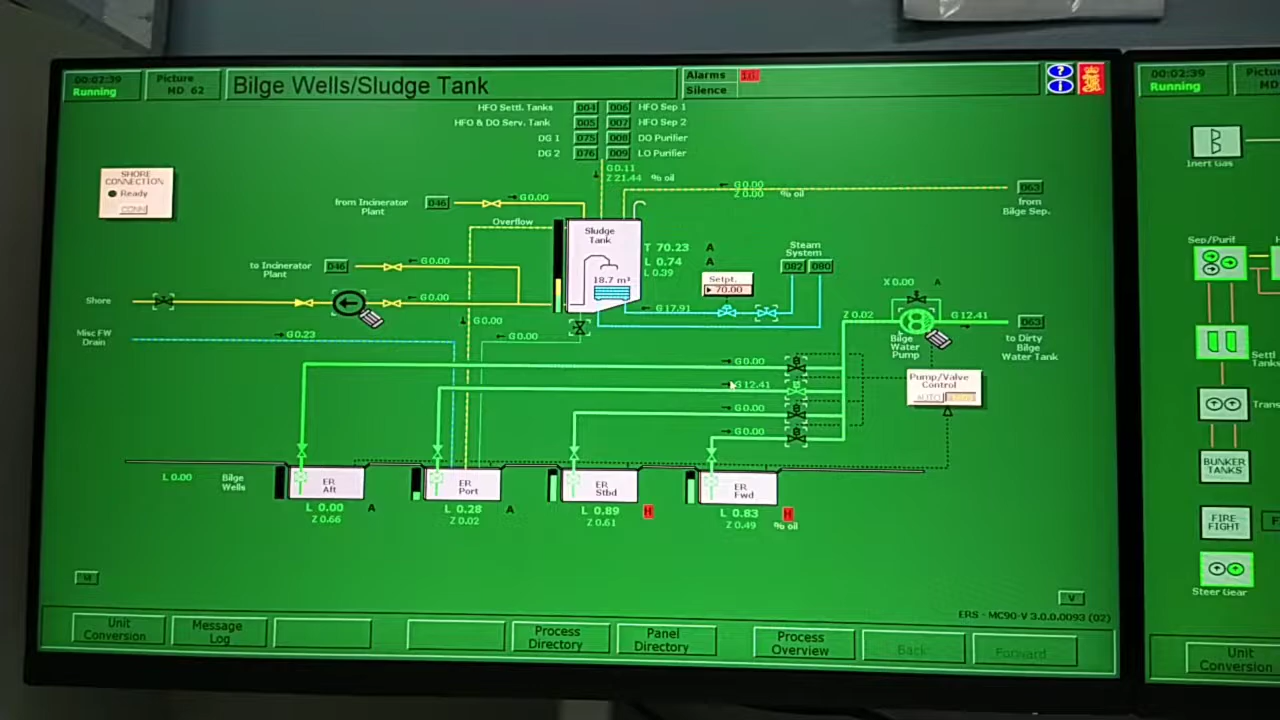 00:02:39
Running
Picture
MD 62
Bilge Wells/Sludge Tank
Alarms
Silence
HFO Settl. Tanks 004 006 HFO Sep 1
HFO & DO Serv. Tank 005 007 HFO Sep 2
DG 1 075 008 DO Purifier
DG 2 076 009 LO Purifier
G 0.11
Z 21.44 % oil
SHORE
CONNECTION
Ready
CONN
from Incinerator
Plant
046
G 0.00
Overflow
G 0.00
Z 0.00 % oil
063
from
Bilge Sep.
Sludge
Tank
18.7 m³
T 70.23 A
L 0.74 A
L 0.39
Setpt.
70.00
Steam
System
082 080
to Incinerator
Plant
046
G 0.00
Shore
G 0.00
G 17.91
Misc FW
Drain
G 0.23
G 0.00
G 0.00
X 0.00 A
Z 0.02
G 12.41
Bilge
Water
Pump
063
to Dirty
Bilge
Water Tank
G 0.00
G 12.41
G 0.00
G 0.00
Pump/Valve
Control
AUTO
L 0.00
Bilge
Wells
ER
Aft
L 0.00 A
Z 0.66
ER
Port
L 0.28 A
Z 0.02
ER
Stbd
L 0.89 H
Z 0.61
ER
Fwd
L 0.83 H
Z 0.49 % oil
M
V
ERS - MC90-V 3.0.0.0093 (02)
Unit
Conversion
Message
Log
Process
Directory
Panel
Directory
Process
Overview
Back
Forward
00:02:39
Running
Inert Gas
Sep/Purif
BUNKER
TANKS
FIRE
FIGHT
Steer Gear
Unit
Conversion